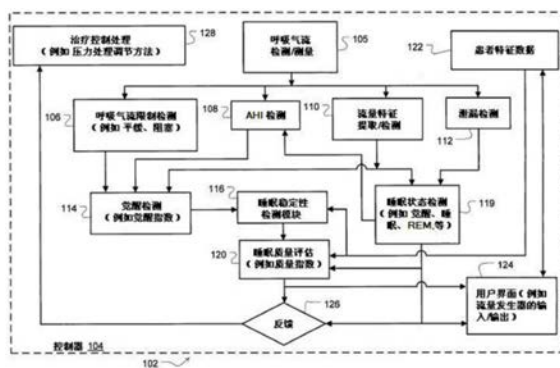 治疗控制处理
（例如 压力处理调节方法）
128
呼吸气流
检测/测量
105
122
患者特征数据
106
呼吸气流限制检测
（例如 平缓、阻塞）
108
AHI 检测
110
流量特征
提取/检测
泄漏检测
112
114
觉醒检测
（例如觉醒指数）
116
睡眠稳定性
检测模块
睡眠状态检测
（例如 觉醒、睡
眠、REM,等）
119
120
睡眠质量评估
（例如质量指数）
124
用户界面（例如
流量发生器的输
入/输出）
126
反馈
控制器 104
102